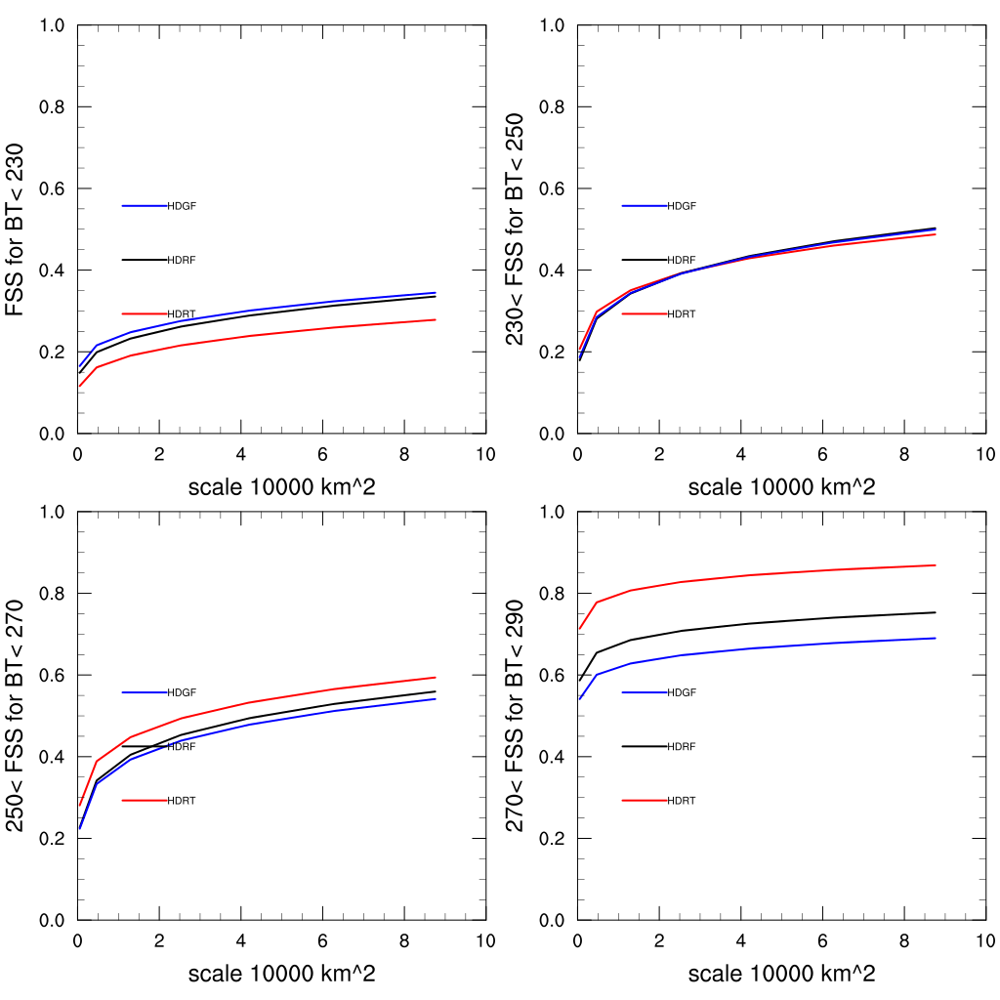 1.0
0.8
0.6
0.4
0.2
0.0
FSS for BT< 230
HDGF
HDRF
HDRT
0 2 4 6 8 10
scale 10000 km^2
1.0
0.8
0.6
0.4
0.2
0.0
230< FSS for BT< 250
HDGF
HDRF
HDRT
0 2 4 6 8 10
scale 10000 km^2
1.0
0.8
0.6
0.4
0.2
0.0
250< FSS for BT< 270
HDGF
HDRF
HDRT
0 2 4 6 8 10
scale 10000 km^2
1.0
0.8
0.6
0.4
0.2
0.0
270< FSS for BT< 290
HDGF
HDRF
HDRT
0 2 4 6 8 10
scale 10000 km^2